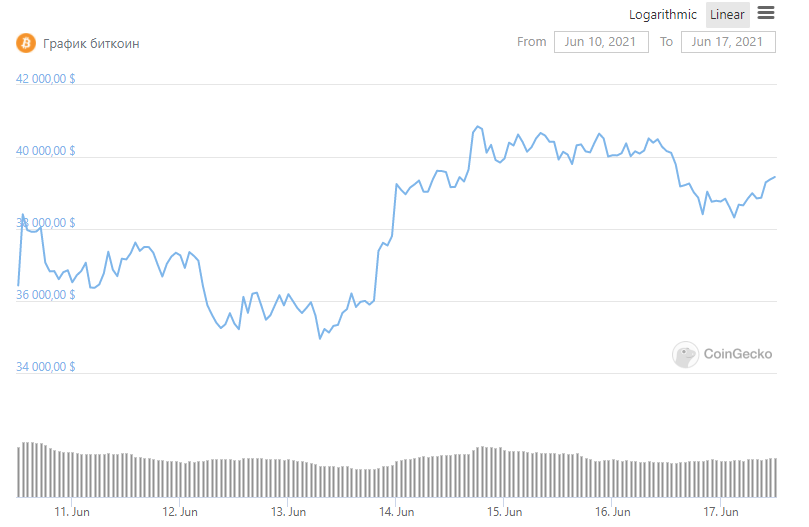 Logarithmic Linear
График биткоин
From Jun 10, 2021 To Jun 17, 2021
42 000,00 $
40 000,00 $
38 000,00 $
36 000,00 $
34 000,00 $
CoinGecko
11. Jun 12. Jun 13. Jun 14. Jun 15. Jun 16. Jun 17. Jun